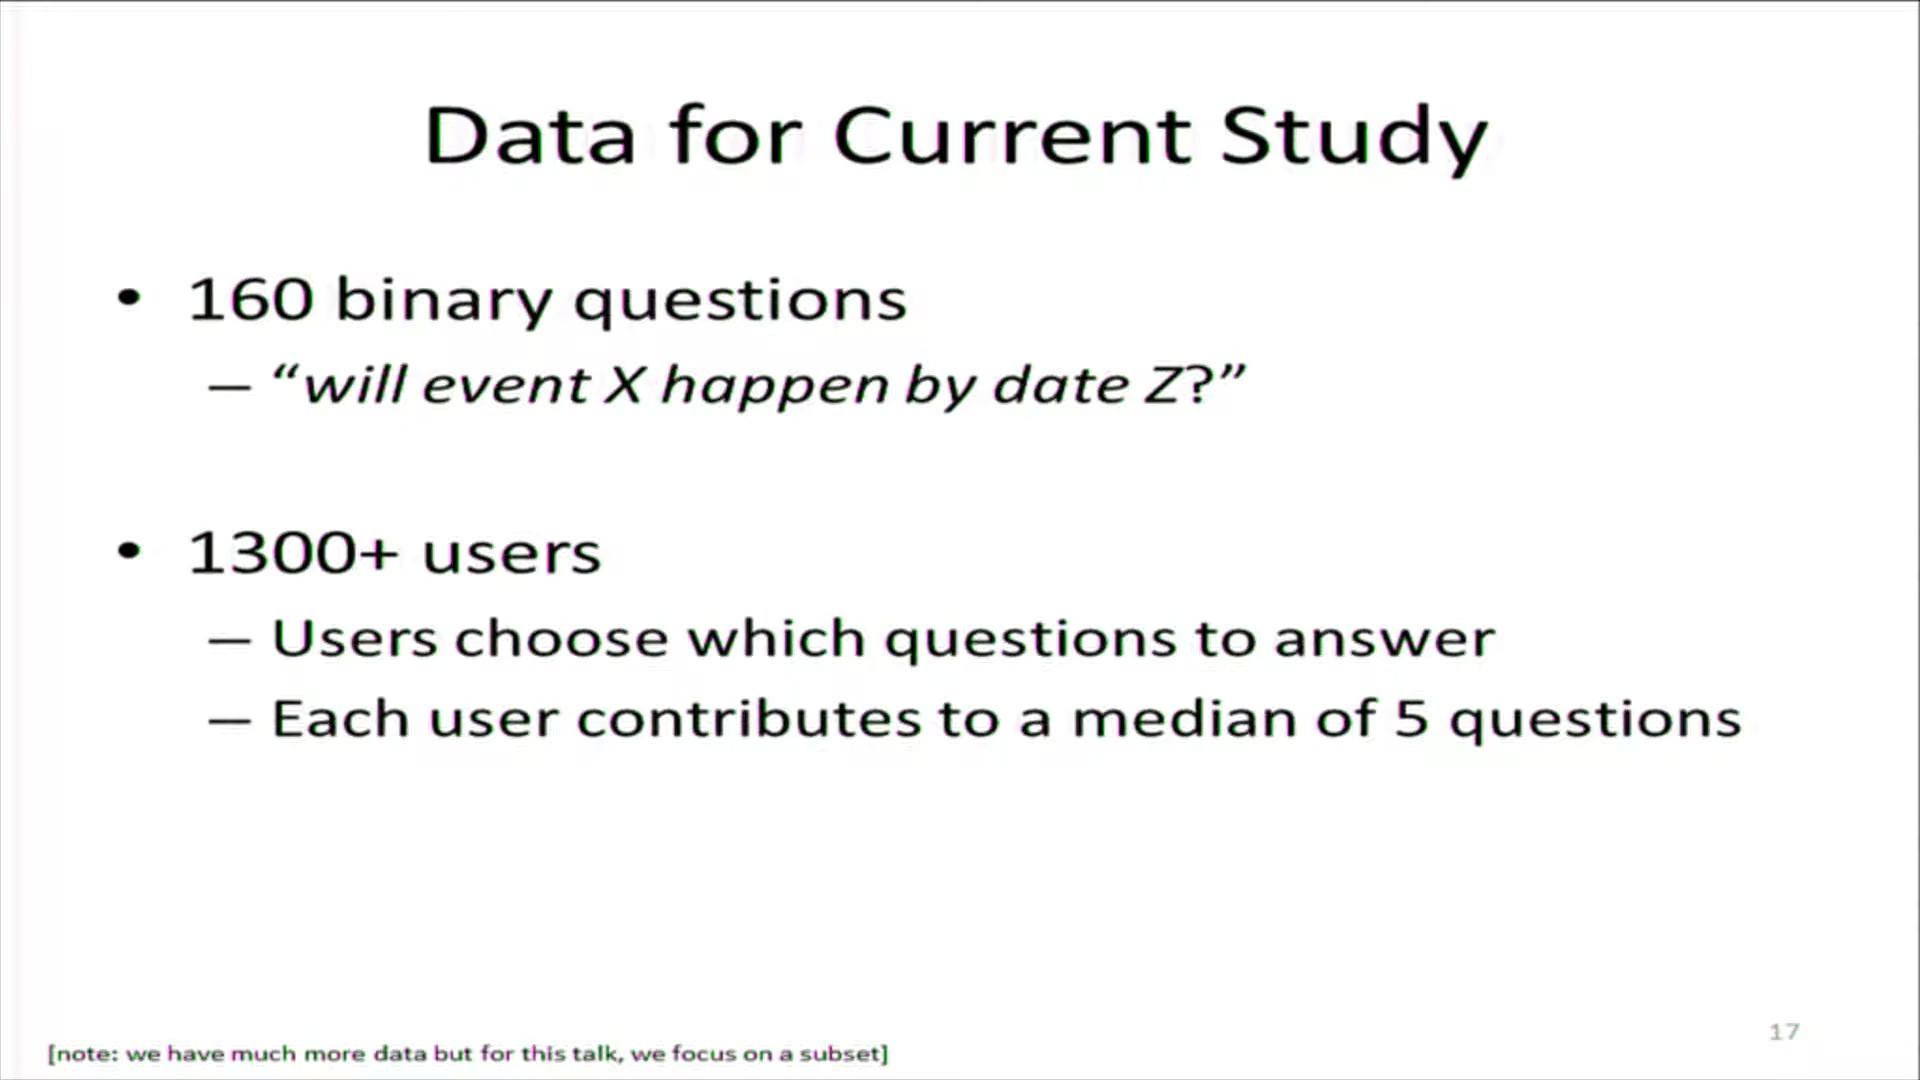 Data for Current Study
• 160 binary questions
– “will event X happen by date Z?”
• 1300+ users
– Users choose which questions to answer
– Each user contributes to a median of 5 questions
17
[note: we have much more data but for this talk, we focus on a subset]